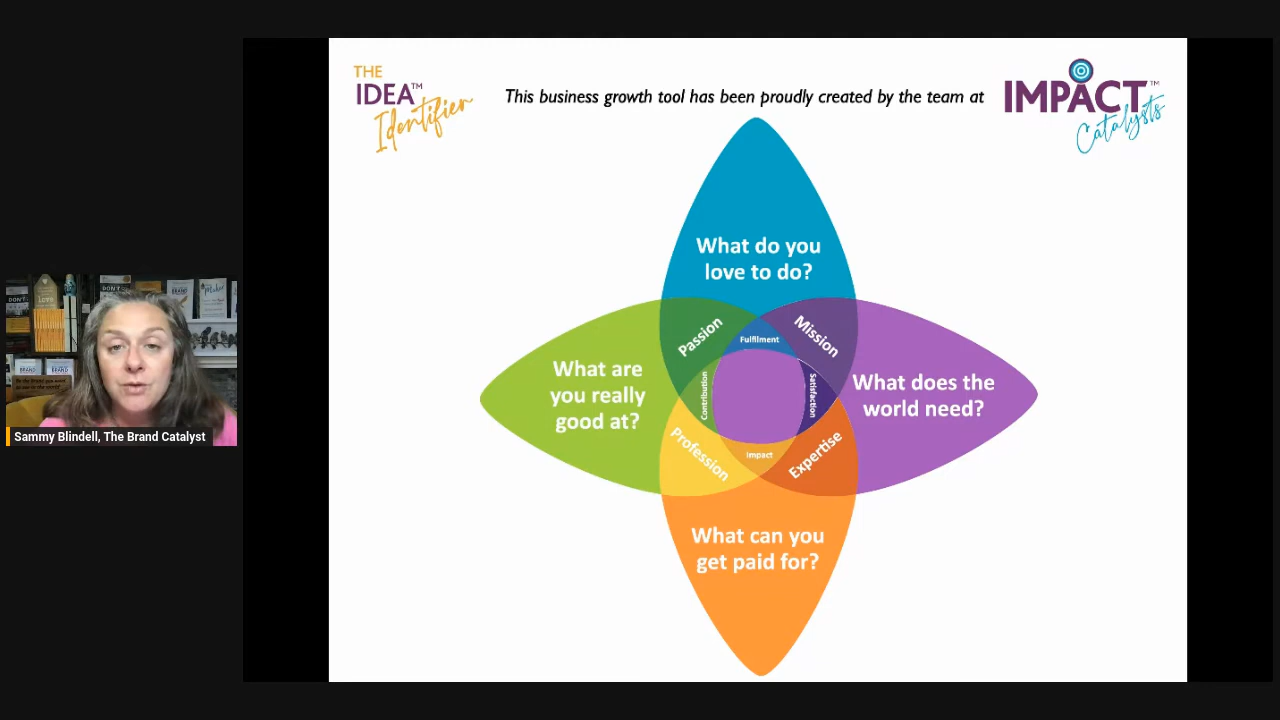 THE
IDEA™
Identifier
This business growth tool has been proudly created by the team at
IMPACT™
Catalysts
What do you
love to do?
Passion
Mission
Fulfilment
What are
you really
good at?
Contribution
Satisfaction
What does the
world need?
Profession
Impact
Expertise
What can you
get paid for?
Sammy Blindell, The Brand Catalyst